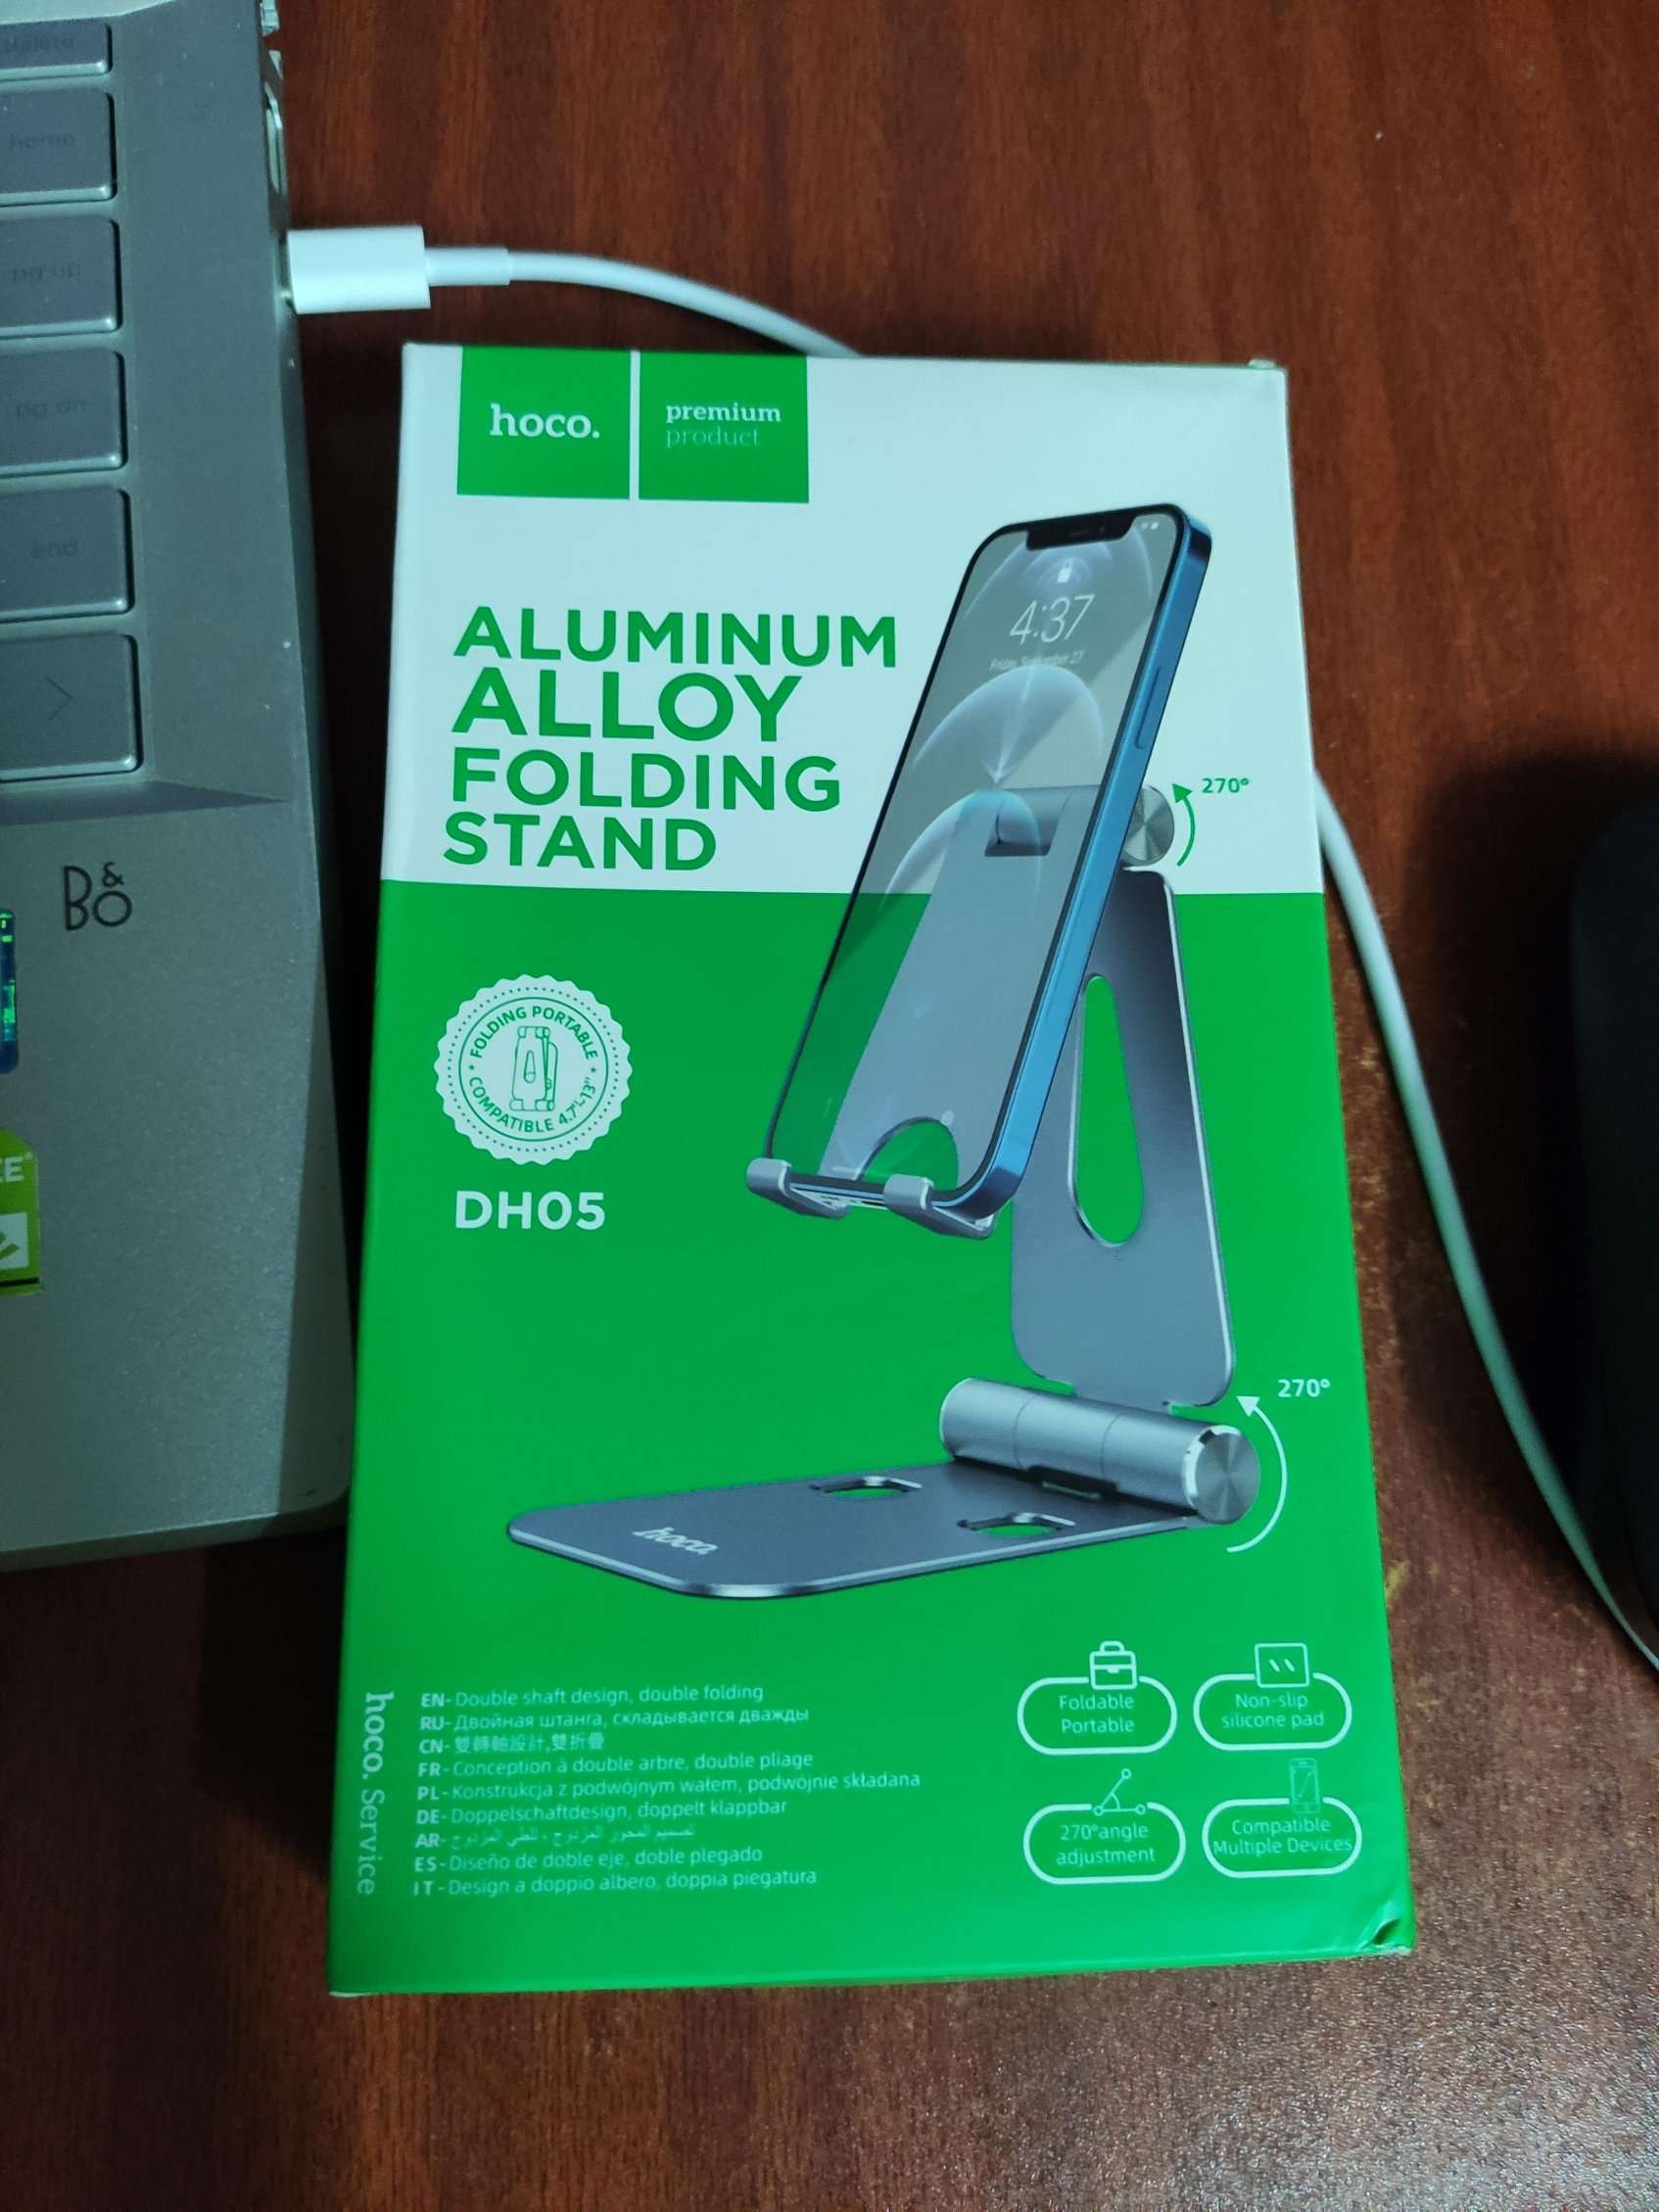 delete
home
pg up
pg dn
end
B&O
hoco.
premium
product
ALUMINUM
ALLOY
FOLDING
STAND
4:37
Friday, September 27
270°
FOLDING PORTABLE
COMPATIBLE 4.7"-13"
DH05
270°
hoco.
hoco. Service
EN- Double shaft design, double folding
RU- Двойная штанга, складывается дважды
CN- 雙轉軸設計,雙折疊
FR- Conception à double arbre, double pliage
PL- Konstrukcja z podwójnym wałem, podwójnie składana
DE- Doppelschaftdesign, doppelt klappbar
AR- تصميم المحور المزدوج ، الطي المزدوج
ES- Diseño de doble eje, doble plegado
IT- Design a doppio albero, doppia piegatura
Foldable
Portable
Non-slip
silicone pad
270°angle
adjustment
Compatible
Multiple Devices